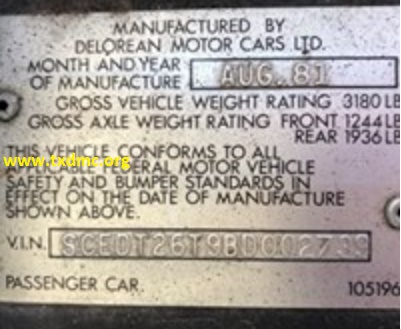 MANUFACTURED BY
DELOREAN MOTOR CARS LTD.
MONTH AND YEAR
OF MANUFACTURE AUG. 81
GROSS VEHICLE WEIGHT RATING 3180 LB
GROSS AXLE WEIGHT RATING FRONT 1244 LB
REAR 1936 LB
THIS VEHICLE CONFORMS TO ALL
www.txdmc.org
APPLICABLE FEDERAL MOTOR VEHICLE
SAFETY AND BUMPER STANDARDS IN
EFFECT ON THE DATE OF MANUFACTURE
SHOWN ABOVE.
V.I.N. SCEDT26T9BD002739
PASSENGER CAR. 105196